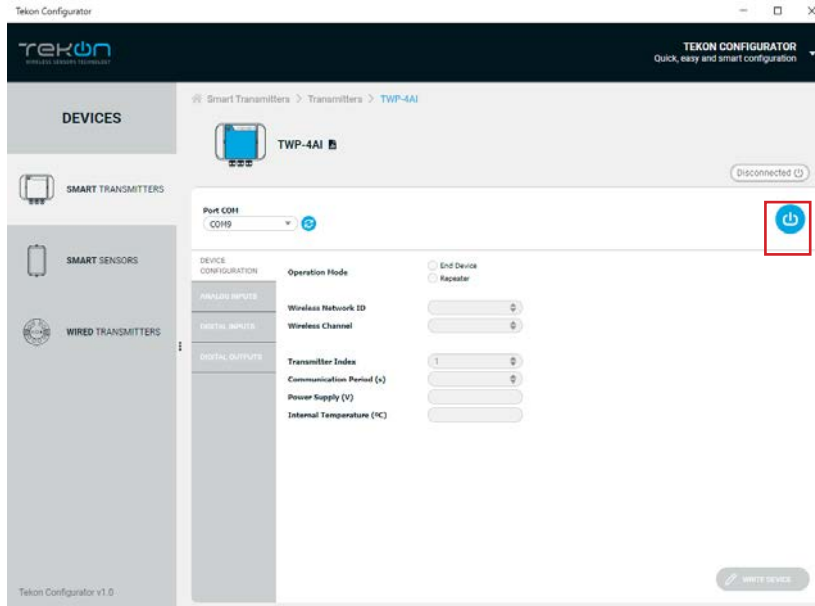 Tekon Configurator
TEKON
WIRELESS SENSORS TECHNOLOGY
TEKON CONFIGURATOR
Quick, easy and smart configuration
DEVICES
Smart Transmitters > Transmitters > TWP-4AI
TWP-4AI
Disconnected
SMART TRANSMITTERS
Port COM
COM9
SMART SENSORS
DEVICE
CONFIGURATION
ANALOG INPUTS
DIGITAL INPUTS
DIGITAL OUTPUTS
Operation Mode
End Device
Repeater
Wireless Network ID
Wireless Channel
WIRED TRANSMITTERS
Transmitter Index
1
Communication Period (s)
Power Supply (V)
Internal Temperature (ºC)
WRITE DEVICE
Tekon Configurator v1.0